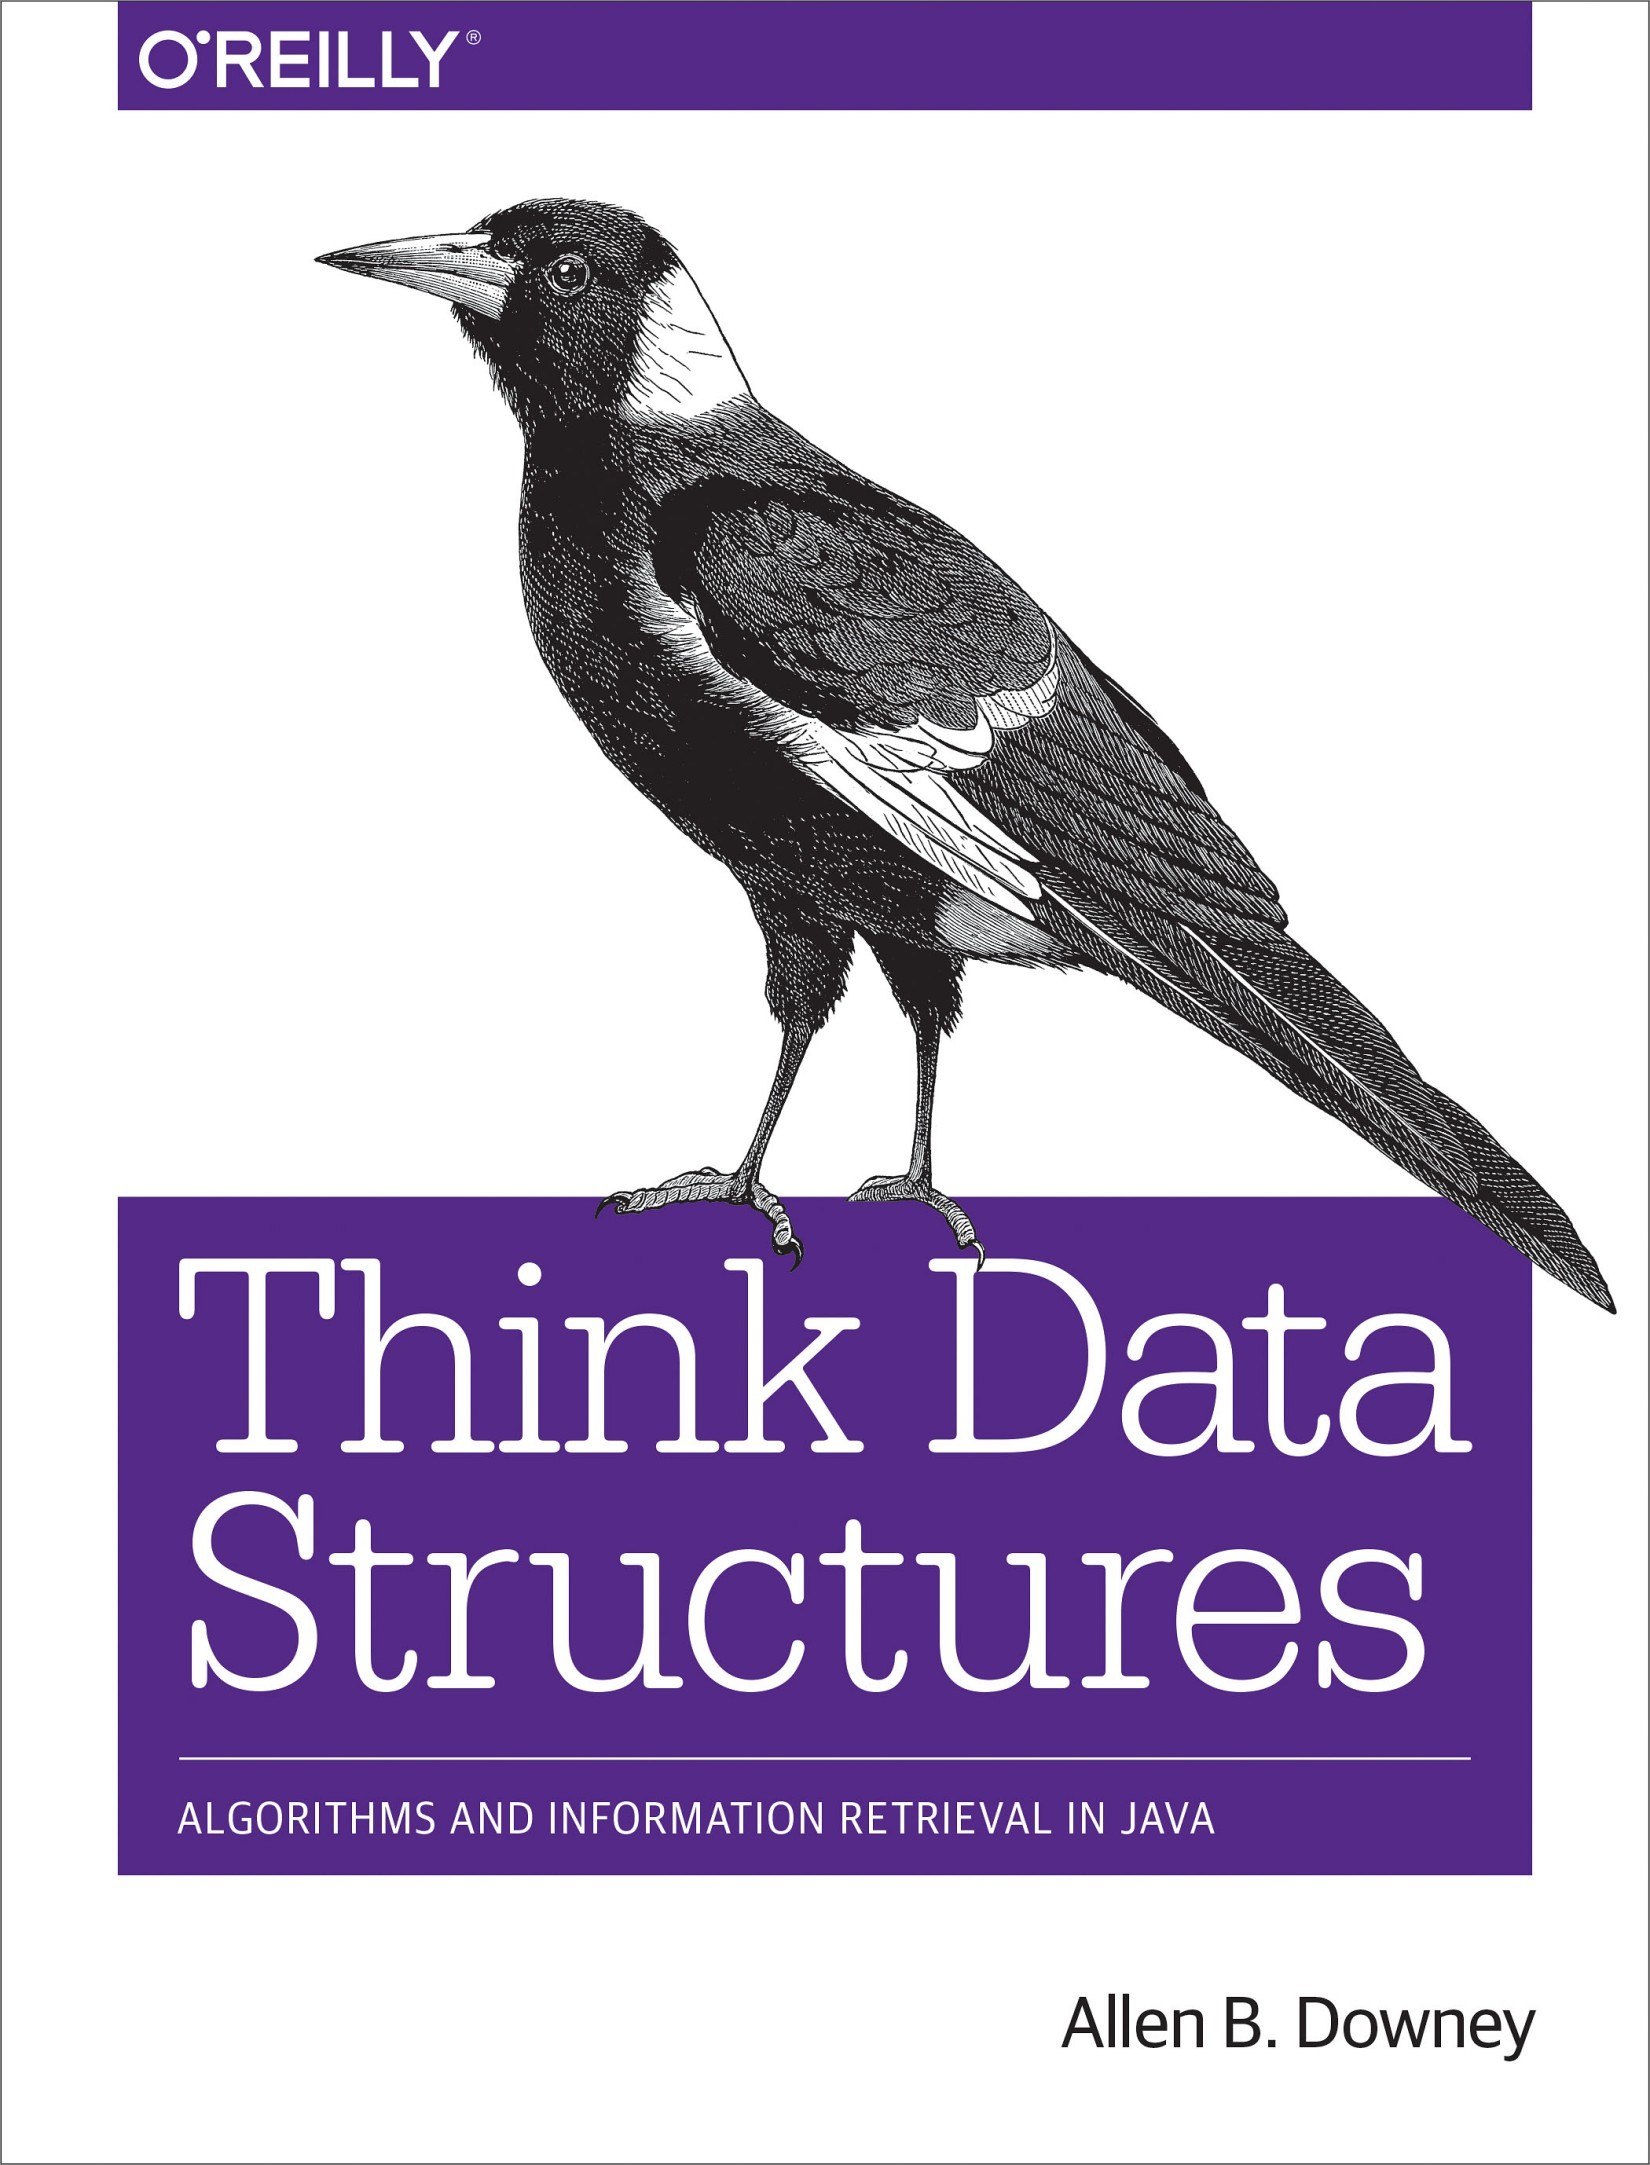 O'REILLY®
Think Data
Structures
ALGORITHMS AND INFORMATION RETRIEVAL IN JAVA
Allen B. Downey